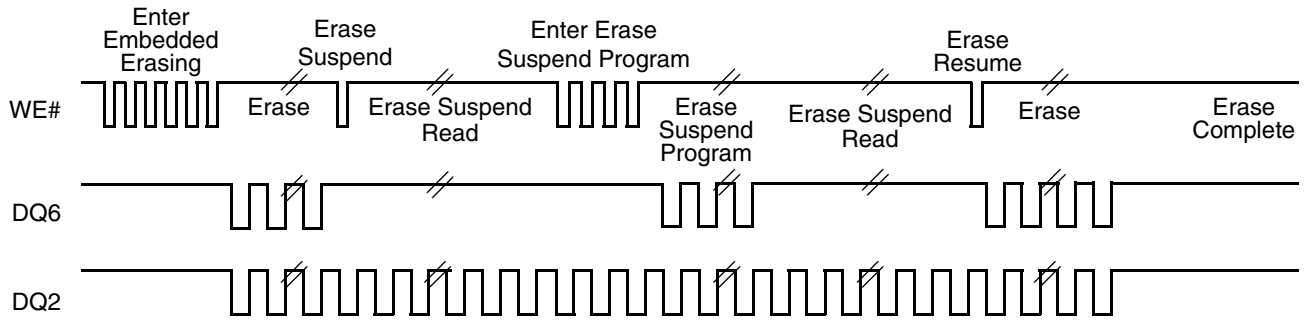 Enter
Embedded
Erasing
Erase
Suspend
Enter Erase
Suspend Program
Erase
Resume
WE#
Erase
Erase Suspend
Read
Erase
Suspend
Program
Erase Suspend
Read
Erase
Erase
Complete
DQ6
DQ2